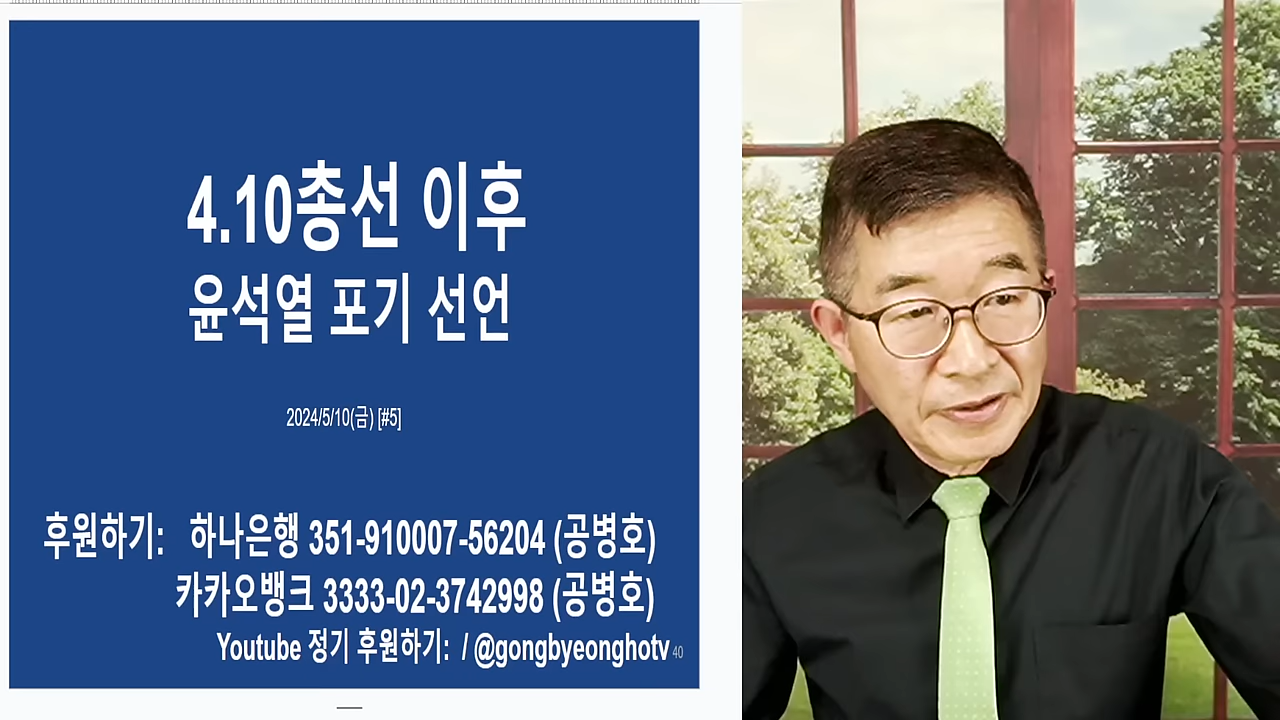 4.10총선 이후
윤석열 포기 선언
2024/5/10(금) [#5]
후원하기: 하나은행 351-910007-56204 (공병호)
카카오뱅크 3333-02-3742998 (공병호)
Youtube 정기 후원하기: / @gongbyeonghotv 40